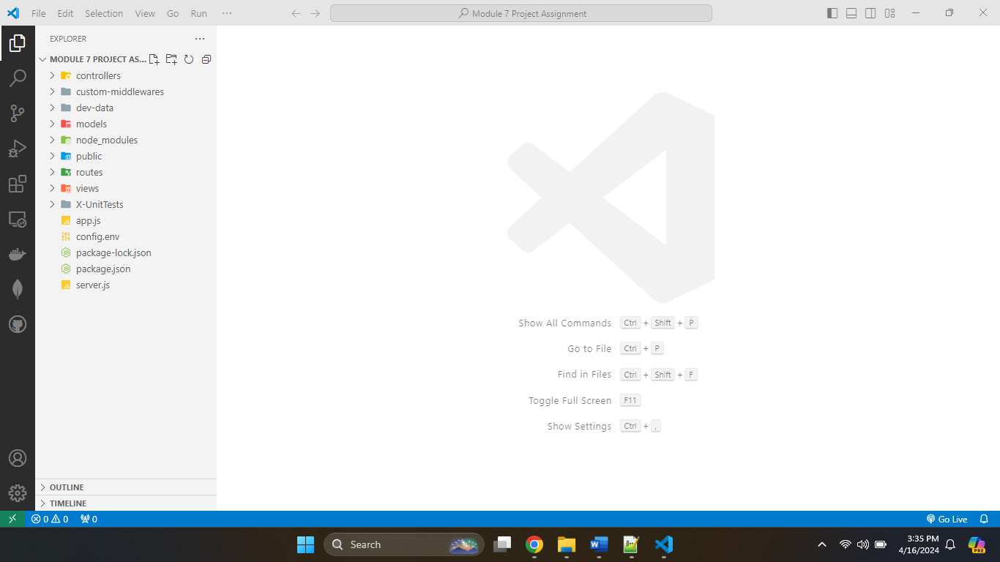 File Edit Selection View Go Run ···
Module 7 Project Assignment
EXPLORER
MODULE 7 PROJECT AS...
controllers
custom-middlewares
dev-data
models
node_modules
public
routes
views
X-UnitTests
app.js
config.env
package-lock.json
package.json
server.js
Show All Commands Ctrl + Shift + P
Go to File Ctrl + P
Find in Files Ctrl + Shift + F
Toggle Full Screen F11
Show Settings Ctrl + ,
OUTLINE
TIMELINE
0 0 0
Go Live
Search
3:35 PM
4/16/2024
PRE